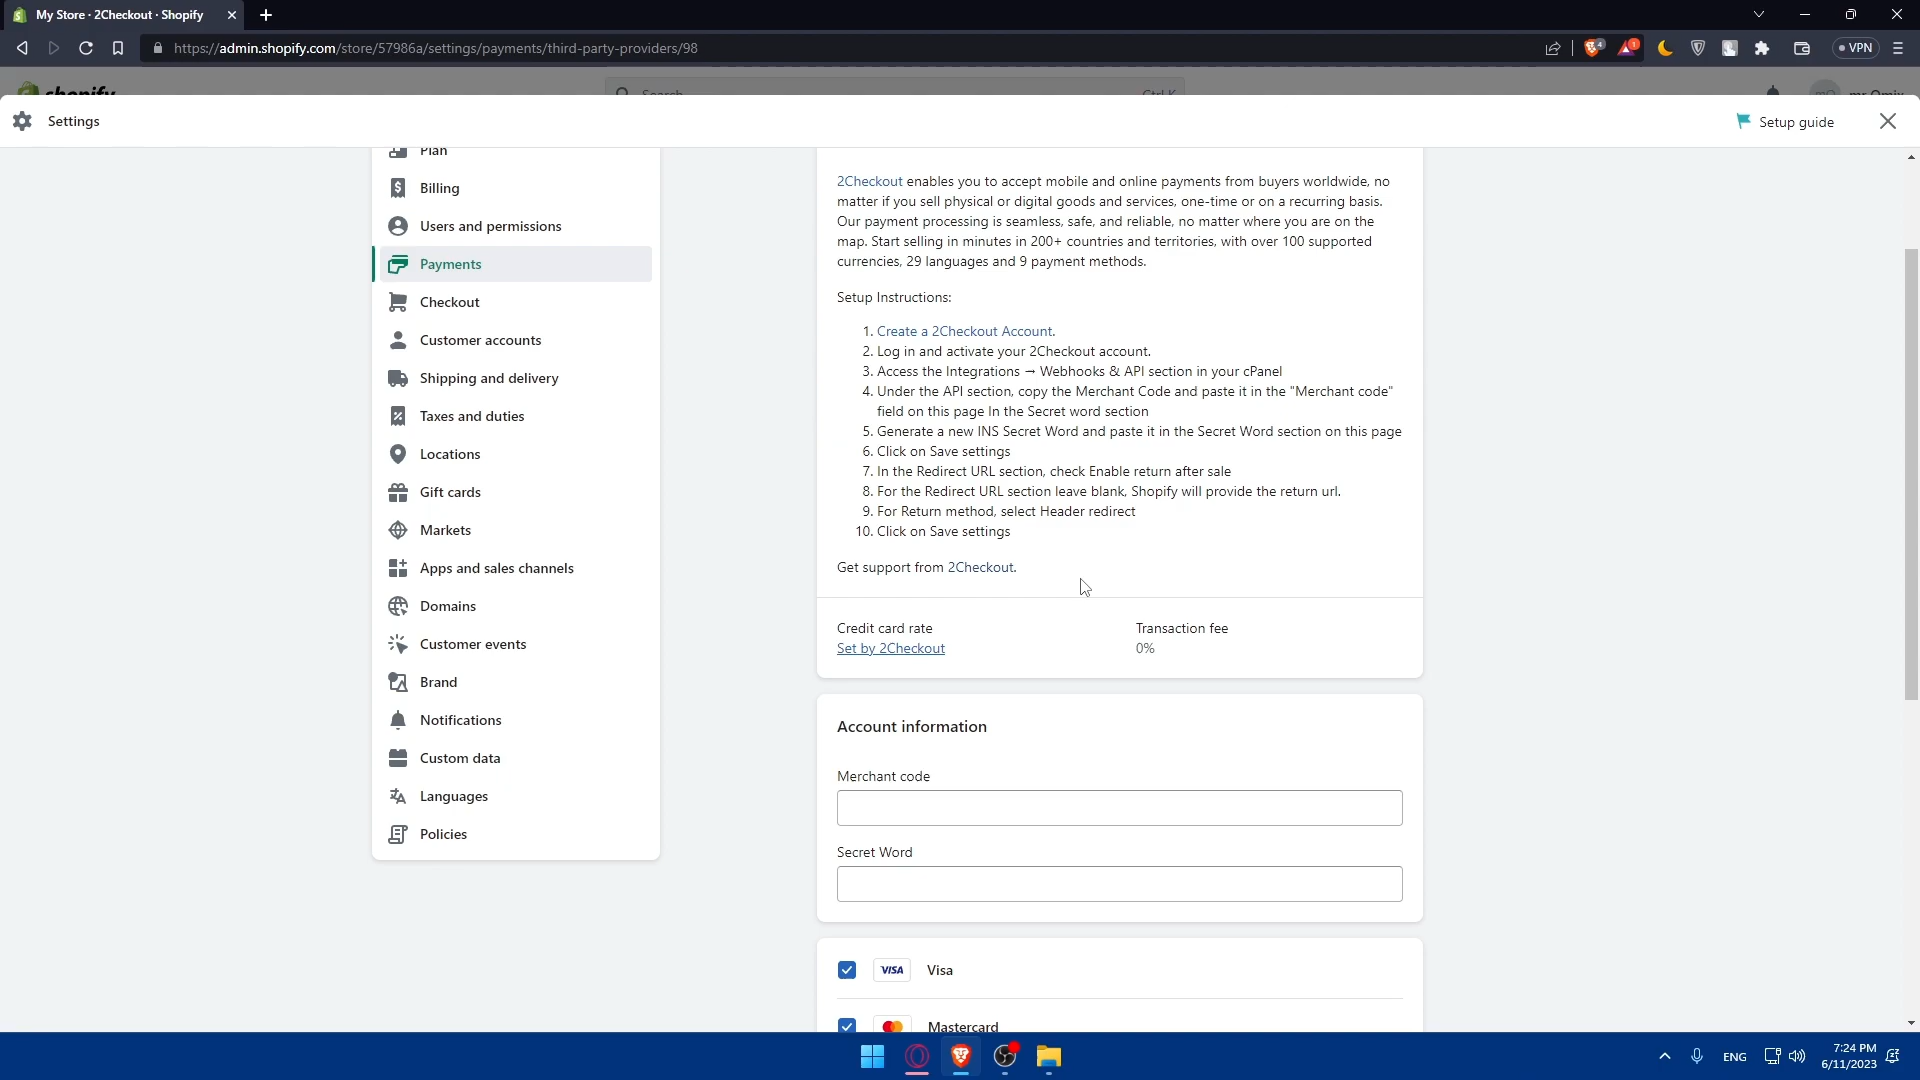 My Store · 2Checkout · Shopify
https://admin.shopify.com/store/57986a/settings/payments/third-party-providers/98
4
1
VPN
shopify
Search
Ctrl K
mr Omix
Settings
Setup guide
Plan
Billing
Users and permissions
Payments
Checkout
Customer accounts
Shipping and delivery
Taxes and duties
Locations
Gift cards
Markets
Apps and sales channels
Domains
Customer events
Brand
Notifications
Custom data
Languages
Policies
2Checkout enables you to accept mobile and online payments from buyers worldwide, no
matter if you sell physical or digital goods and services, one-time or on a recurring basis.
Our payment processing is seamless, safe, and reliable, no matter where you are on the
map. Start selling in minutes in 200+ countries and territories, with over 100 supported
currencies, 29 languages and 9 payment methods.
Setup Instructions:
1. Create a 2Checkout Account.
2. Log in and activate your 2Checkout account.
3. Access the Integrations → Webhooks & API section in your cPanel
4. Under the API section, copy the Merchant Code and paste it in the "Merchant code"
field on this page In the Secret word section
5. Generate a new INS Secret Word and paste it in the Secret Word section on this page
6. Click on Save settings
7. In the Redirect URL section, check Enable return after sale
8. For the Redirect URL section leave blank, Shopify will provide the return url.
9. For Return method, select Header redirect
10. Click on Save settings
Get support from 2Checkout.
Credit card rate
Set by 2Checkout
Transaction fee
0%
Account information
Merchant code
Secret Word
VISA
Visa
Mastercard
ENG
7:24 PM
6/11/2023